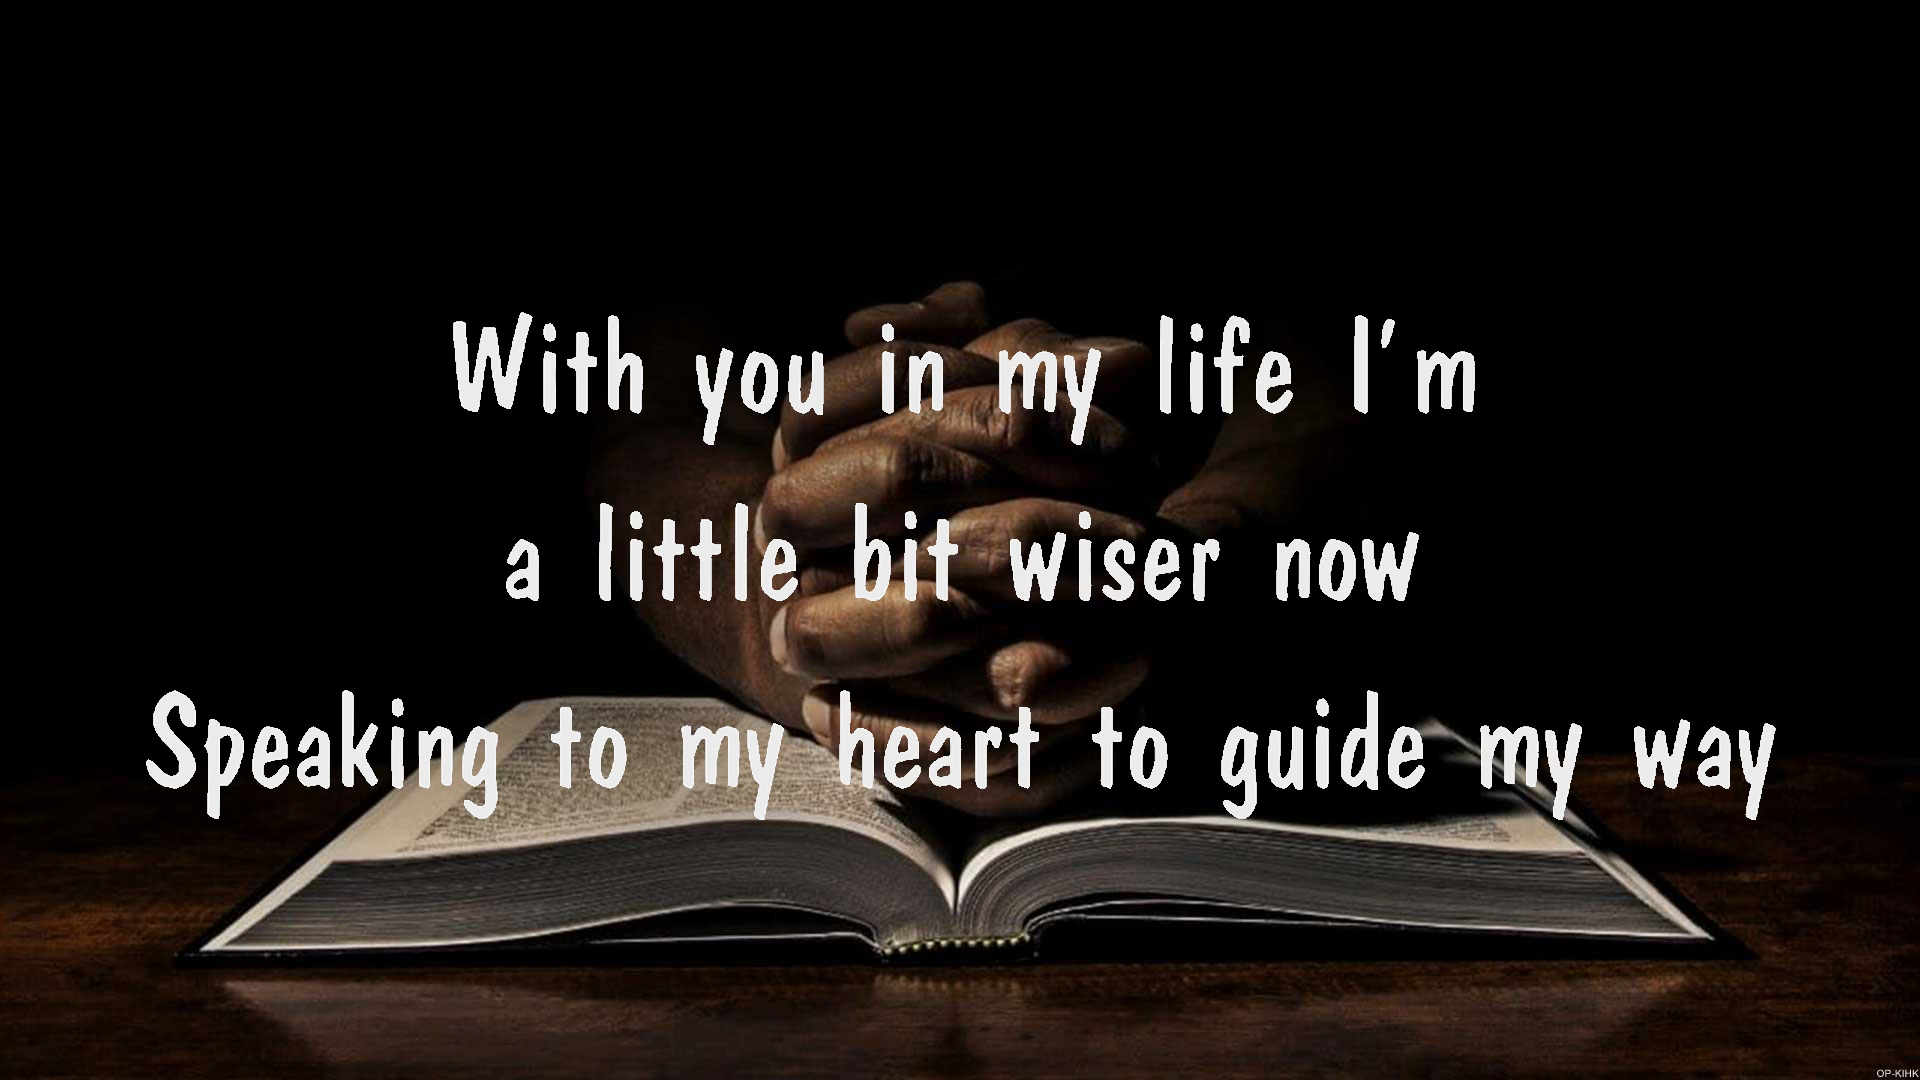 With you in my life I'm
a little bit wiser now
Speaking to my heart to guide my way
OP-KIHK